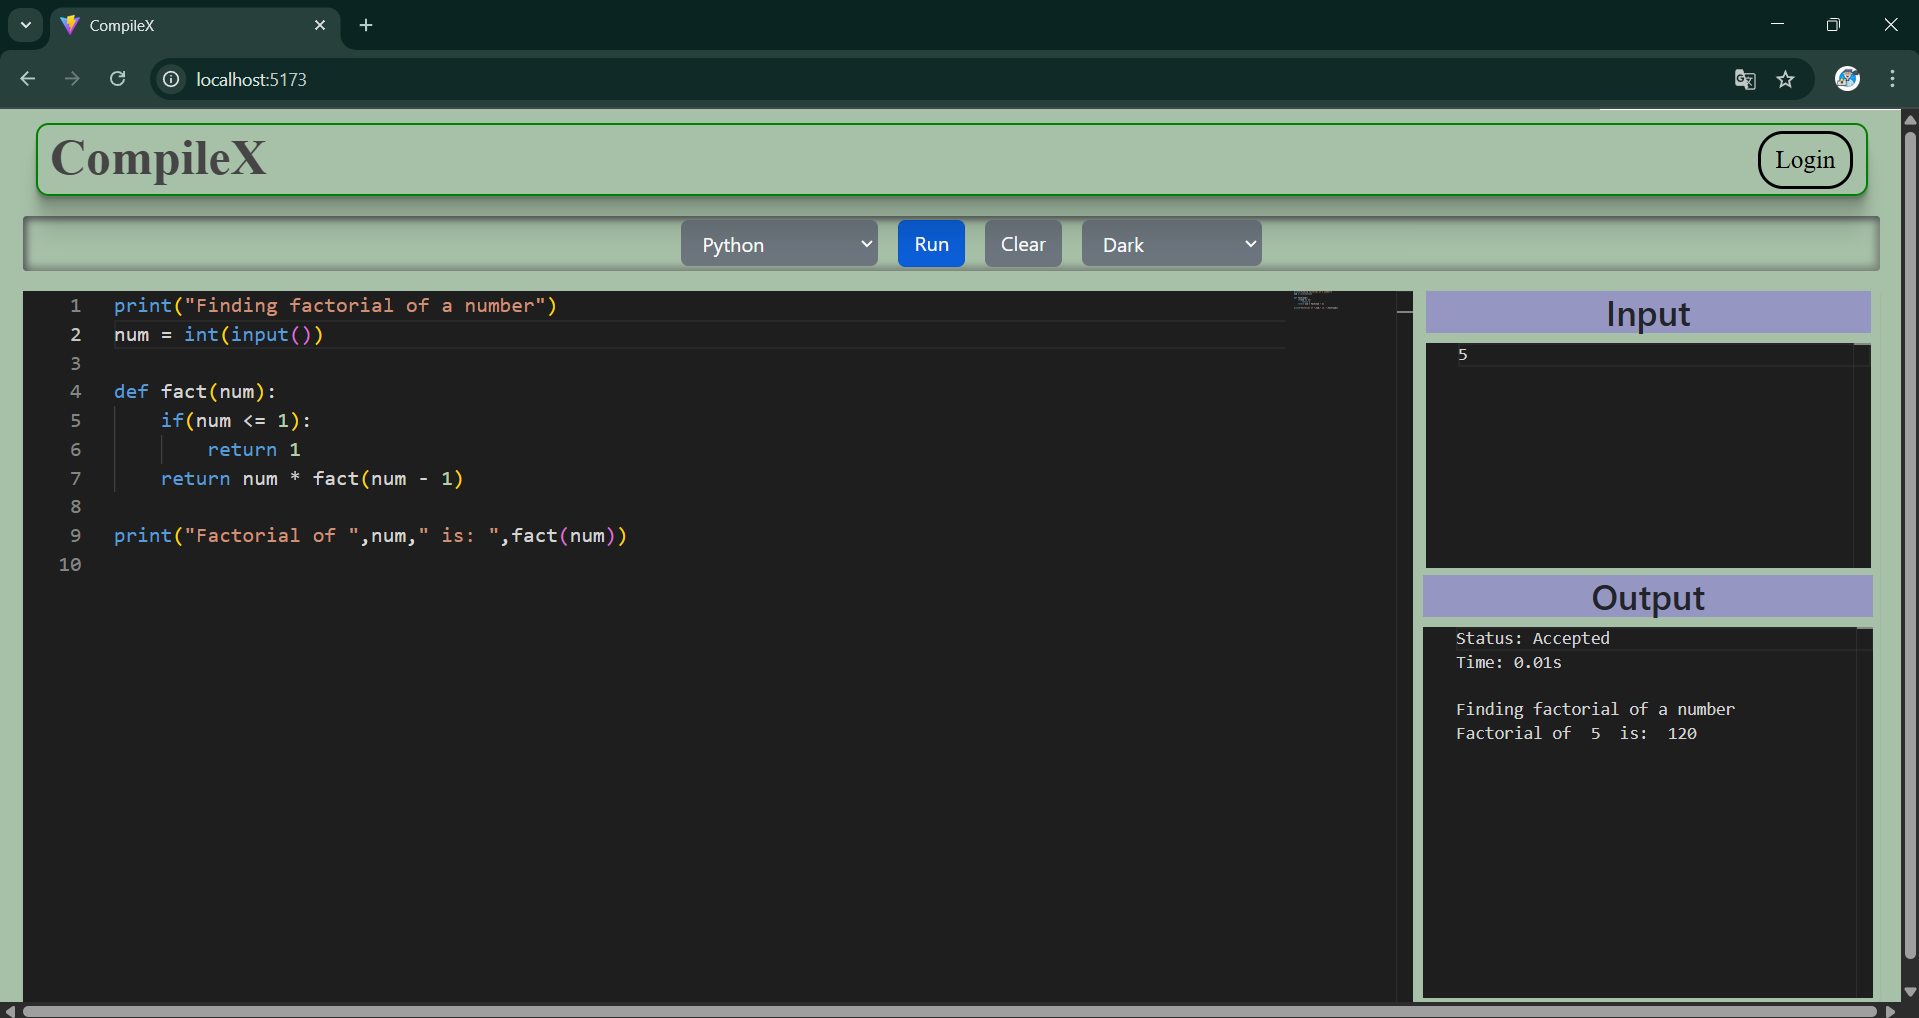 CompileX
localhost:5173
CompileX
Login
Python
Run
Clear
Dark
1 print("Finding factorial of a number")
2 num = int(input())
3
4 def fact(num):
5     if(num <= 1):
6         return 1
7     return num * fact(num - 1)
8
9 print("Factorial of ",num," is: ",fact(num))
10
Input
5
Output
Status: Accepted
Time: 0.01s
Finding factorial of a number
Factorial of  5  is:  120